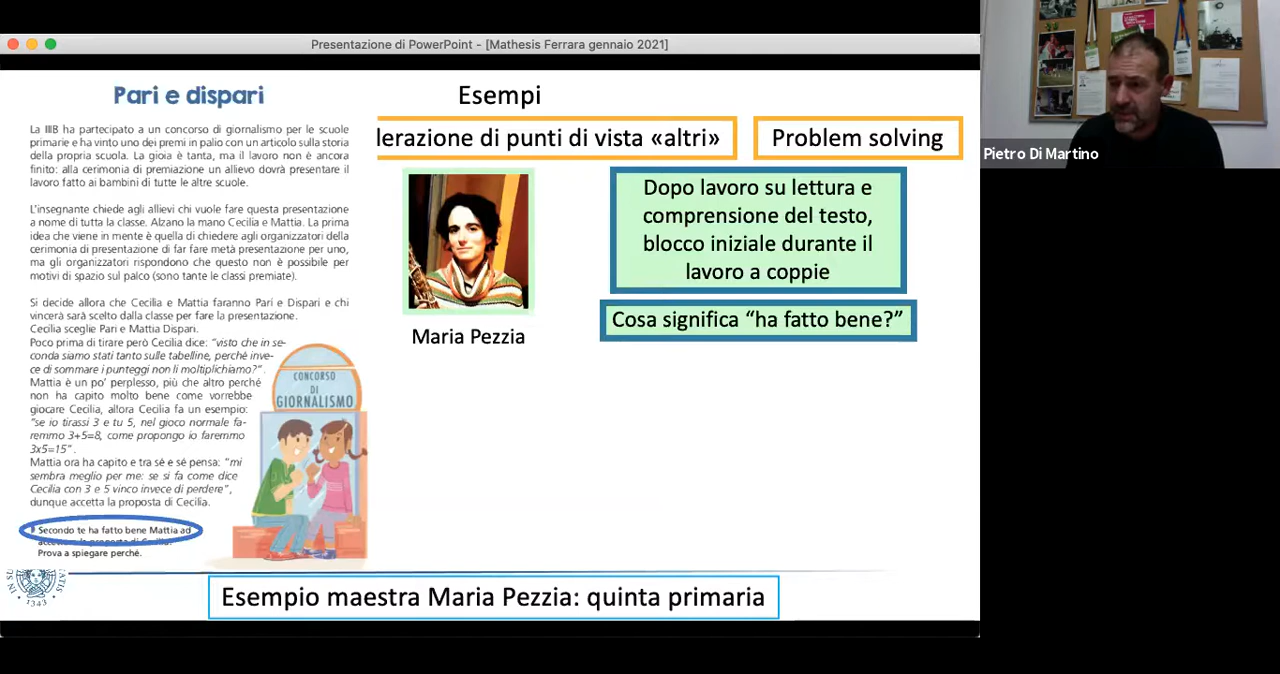 Presentazione di PowerPoint - [Mathesis Ferrara gennaio 2021]
Pari e dispari
La IIIB ha partecipato a un concorso di giornalismo per le scuole
primarie e ha vinto uno dei premi in palio con un articolo sulla storia
della propria scuola. La gioia è tanta, ma il lavoro non è ancora
finito: alla cerimonia di premiazione un allievo dovrà presentare il
lavoro fatto ai bambini di tutte le altre scuole.
L'insegnante chiede agli allievi chi vuole fare questa presentazione
a nome di tutta la classe. Alzano la mano Cecilia e Mattia. La prima
idea che viene in mente è quella di chiedere agli organizzatori della
cerimonia di presentazione di far fare metà presentazione per uno,
ma gli organizzatori rispondono che questo non è possibile per
motivi di spazio sul palco (sono tante le classi premiate).
Si decide allora che Cecilia e Mattia faranno Pari e Dispari e chi
vincerà sarà scelto dalla classe per fare la presentazione.
Cecilia sceglie Pari e Mattia Dispari.
Poco prima di tirare però Cecilia dice: "visto che in se-
conda siamo stati tanto sulle tabelline, perché inve-
ce di sommare i punteggi non li moltiplichiamo?".
Mattia è un po' perplesso, più che altro perché
non ha capito molto bene come vorrebbe
giocare Cecilia, allora Cecilia fa un esempio:
"se io tirassi 3 e tu 5, nel gioco normale fa-
remmo 3+5=8, come propongo io faremmo
3x5=15".
Mattia ora ha capito e tra sé e sé pensa: "mi
sembra meglio per me: se si fa come dice
Cecilia con 3 e 5 vinco invece di perdere",
dunque accetta la proposta di Cecilia.
Secondo te ha fatto bene Mattia ad
accettare la proposta di Cecilia?
Prova a spiegare perché.
CONCORSO
DI
GIORNALISMO
Esempi
lerazione di punti di vista «altri»
Problem solving
Maria Pezzia
Dopo lavoro su lettura e
comprensione del testo,
blocco iniziale durante il
lavoro a coppie
Cosa significa "ha fatto bene?"
1343
Esempio maestra Maria Pezzia: quinta primaria
Pietro Di Martino